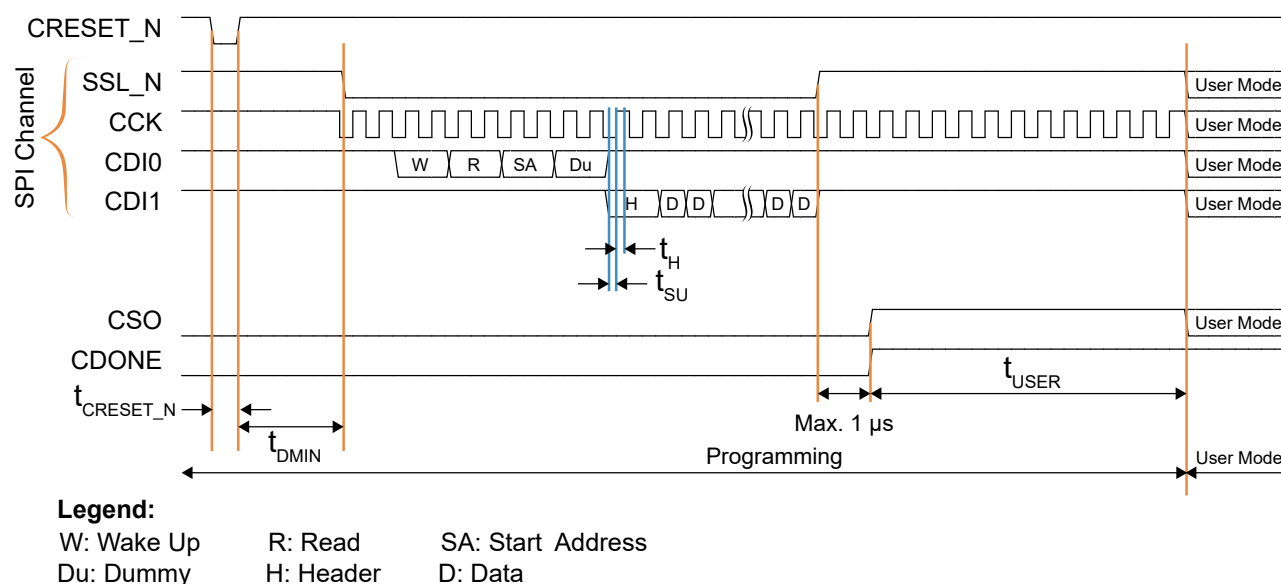 CRESET_N
SPI Channel
SSL_N User Mode
CCK User Mode
CDI0 W R SA Du User Mode
CDI1 H D D D D User Mode
tH
tSU
CSO User Mode
CDONE
tCRESET_N
tUSER
tDMIN
Max. 1 µs
Programming User Mode
Legend:
W: Wake Up R: Read SA: Start Address
Du: Dummy H: Header D: Data